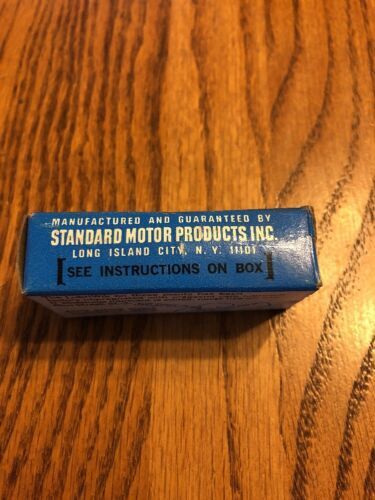 MANUFACTURED AND GUARANTEED BY
STANDARD MOTOR PRODUCTS INC.
LONG ISLAND CITY, N. Y. 11101
[SEE INSTRUCTIONS ON BOX]